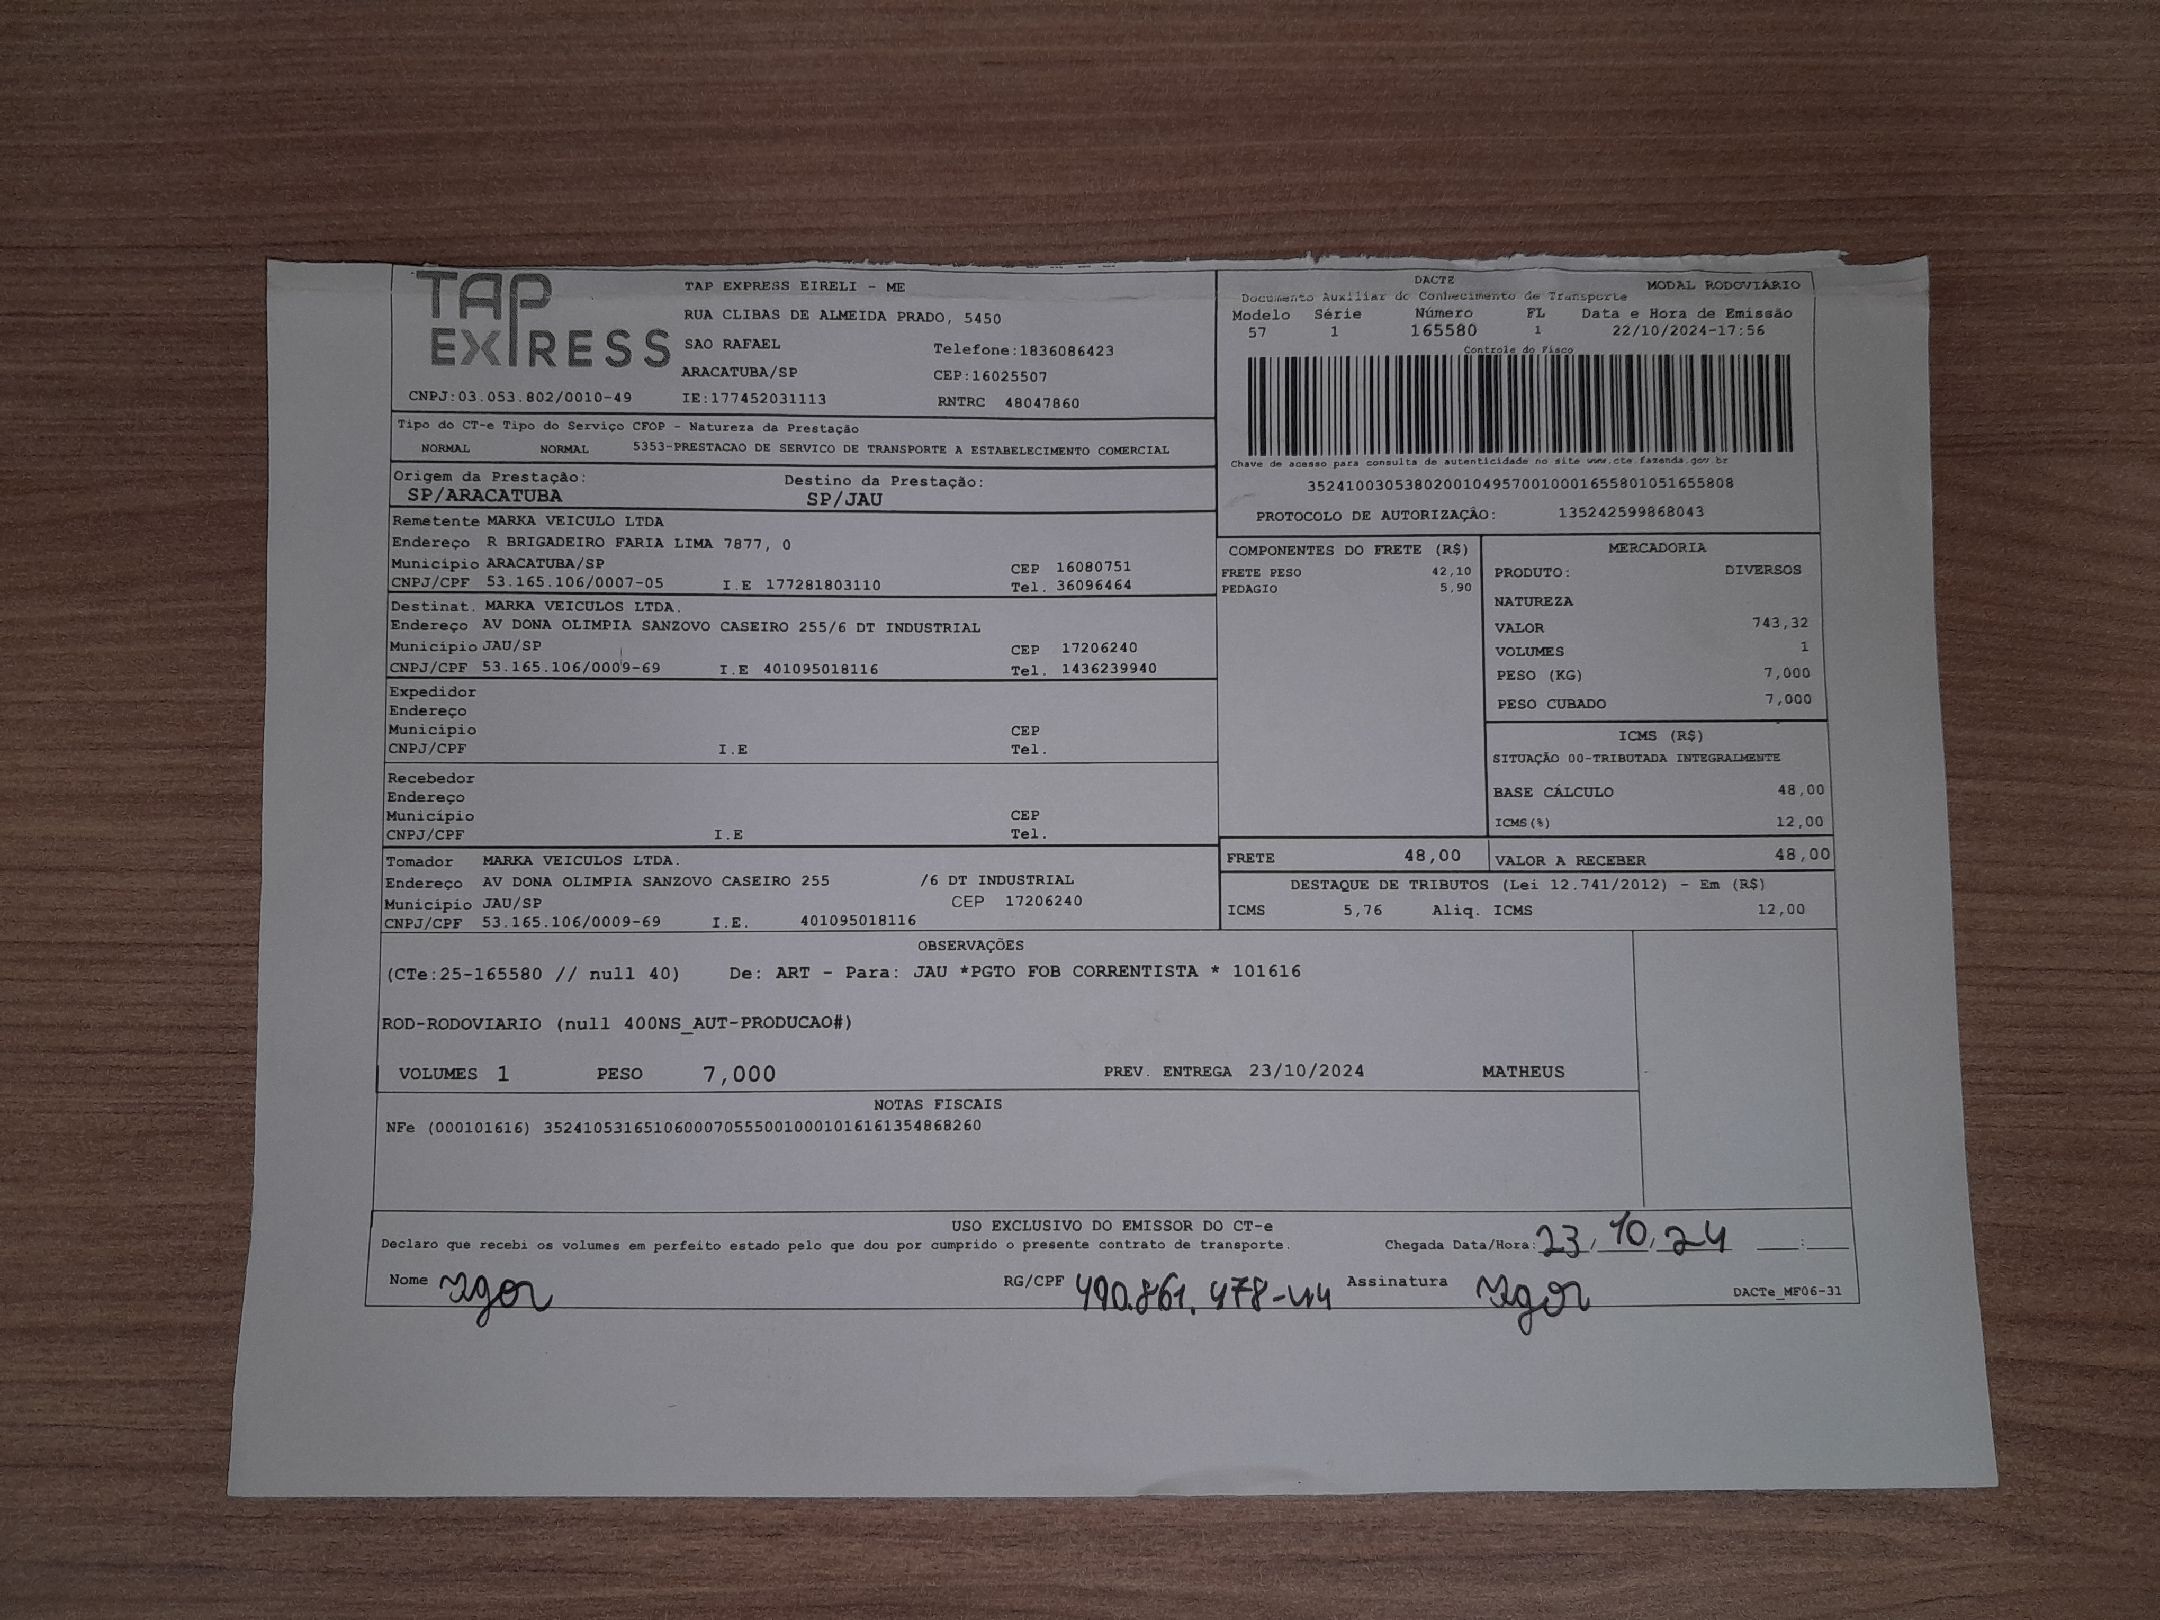 TAP
EXPRESS
TAP EXPRESS EIRELI - ME
RUA CLIBAS DE ALMEIDA PRADO, 5450
SAO RAFAEL
Telefone:1836086423
ARACATUBA/SP
CEP:16025507
CNPJ:03.053.802/0010-49 IE:177452031113 RNTRC 48047860
DACTE
MODAL RODOVIÁRIO
Documento Auxiliar do Conhecimento de Transporte
Modelo Série Número FL Data e Hora de Emissão
57 1 165580 1 22/10/2024-17:56
Controle do Fisco
Chave de acesso para consulta de autenticidade no site www.cte.fazenda.gov.br
35241003053802001049570010001655801051655808
PROTOCOLO DE AUTORIZAÇÃO: 135242599868043
Tipo do CT-e Tipo do Serviço CFOP - Natureza da Prestação
NORMAL NORMAL 5353-PRESTACAO DE SERVICO DE TRANSPORTE A ESTABELECIMENTO COMERCIAL
Origem da Prestação: Destino da Prestação:
SP/ARACATUBA SP/JAU
Remetente MARKA VEICULO LTDA
Endereço R BRIGADEIRO FARIA LIMA 7877, 0
Município ARACATUBA/SP CEP 16080751
CNPJ/CPF 53.165.106/0007-05 I.E 177281803110 Tel. 36096464
Destinat. MARKA VEICULOS LTDA.
Endereço AV DONA OLIMPIA SANZOVO CASEIRO 255/6 DT INDUSTRIAL
Município JAU/SP CEP 17206240
CNPJ/CPF 53.165.106/0009-69 I.E 401095018116 Tel. 1436239940
Expedidor
Endereço
Município CEP
CNPJ/CPF I.E Tel.
Recebedor
Endereço
Município CEP
CNPJ/CPF I.E Tel.
Tomador MARKA VEICULOS LTDA.
Endereço AV DONA OLIMPIA SANZOVO CASEIRO 255 /6 DT INDUSTRIAL
Município JAU/SP CEP 17206240
CNPJ/CPF 53.165.106/0009-69 I.E. 401095018116
COMPONENTES DO FRETE (R$)
FRETE PESO 42,10
PEDAGIO 5,90
MERCADORIA
PRODUTO: DIVERSOS
NATUREZA
VALOR 743,32
VOLUMES 1
PESO (KG) 7,000
PESO CUBADO 7,000
ICMS (R$)
SITUAÇÃO 00-TRIBUTADA INTEGRALMENTE
BASE CÁLCULO 48,00
ICMS(%) 12,00
FRETE 48,00 VALOR A RECEBER 48,00
DESTAQUE DE TRIBUTOS (Lei 12.741/2012) - Em (R$)
ICMS 5,76 Aliq. ICMS 12,00
OBSERVAÇÕES
(CTe:25-165580 // null 40) De: ART - Para: JAU *PGTO FOB CORRENTISTA * 101616
ROD-RODOVIARIO (null 400NS_AUT-PRODUCAO#)
VOLUMES 1 PESO 7,000 PREV. ENTREGA 23/10/2024 MATHEUS
NOTAS FISCAIS
NFe (000101616) 35241053165106000705550010001016161354868260
USO EXCLUSIVO DO EMISSOR DO CT-e
Declaro que recebi os volumes em perfeito estado pelo que dou por cumprido o presente contrato de transporte. Chegada Data/Hora: 23/10/24 __:__
Nome Igor RG/CPF 490.861.478-44 Assinatura Igor
DACTe_MF06-31